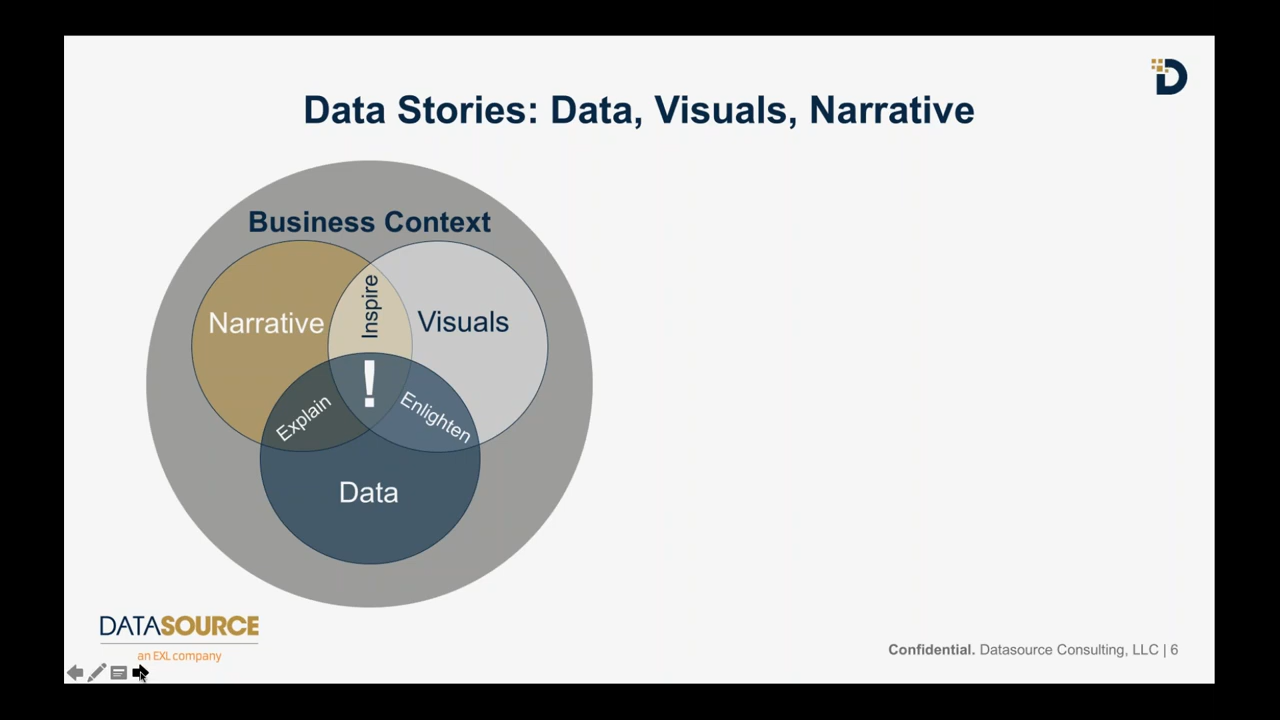 Data Stories: Data, Visuals, Narrative
Business Context
Narrative
Inspire
Visuals
!
Explain
Enlighten
Data
DATASOURCE
an EXL company
Confidential. Datasource Consulting, LLC | 6
D